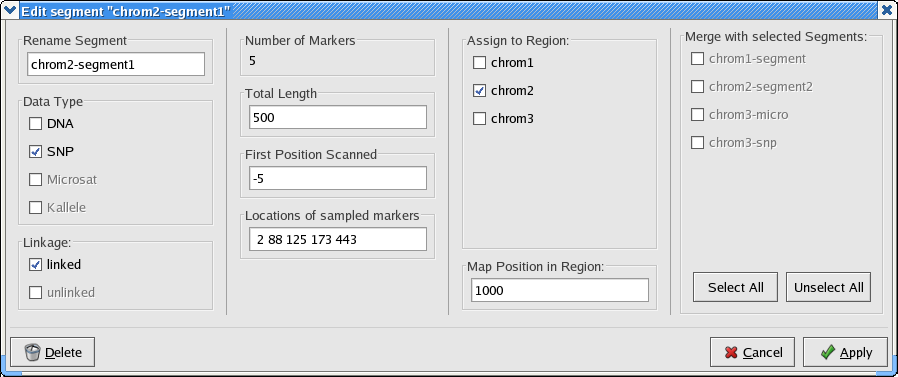 Edit segment "chrom2-segment1"
Rename Segment
chrom2-segment1
Data Type
DNA
SNP
Microsat
Kallele
Linkage:
linked
unlinked
Number of Markers
5
Total Length
500
First Position Scanned
-5
Locations of sampled markers
2 88 125 173 443
Assign to Region:
chrom1
chrom2
chrom3
Map Position in Region:
1000
Merge with selected Segments:
chrom1-segment
chrom2-segment2
chrom3-micro
chrom3-snp
Select All
Unselect All
Delete
Cancel
Apply